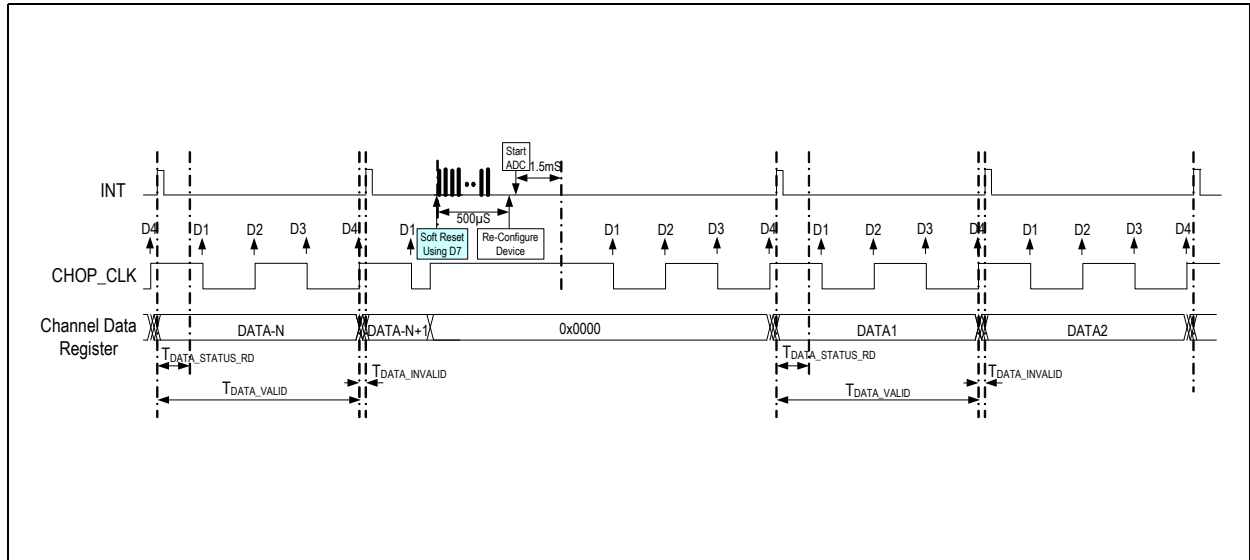 Start
ADC
1.5mS
INT
500µS
D4 D1 D2 D3 D4 D1 D1 D2 D3 D4 D1 D2 D3 D4 D1 D2 D3 D4
Soft Reset
Using D7
Re-Configure
Device
CHOP_CLK
Channel Data
Register
DATA-N DATA-N+1 0x0000 DATA1 DATA2
TDATA_STATUS_RD TDATA_STATUS_RD
TDATA_INVALID TDATA_INVALID
TDATA_VALID TDATA_VALID